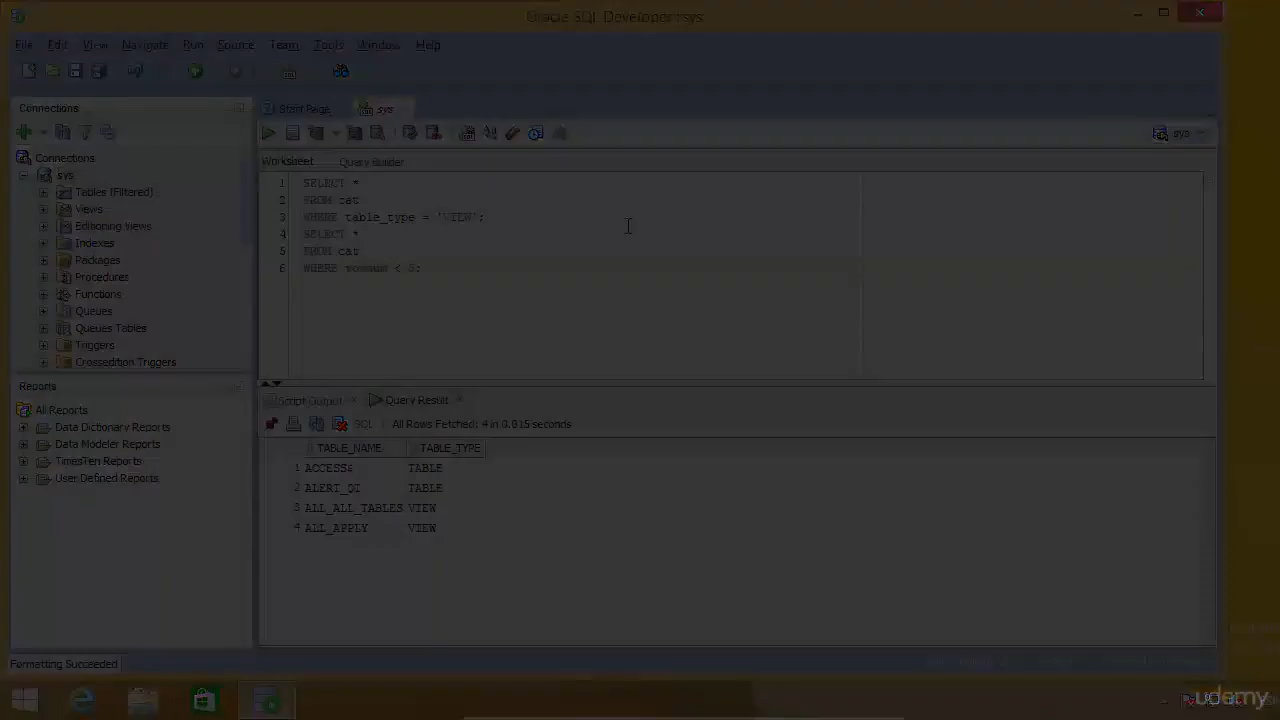 Oracle SQL Developer : sys
File Edit View Navigate Run Source Team Tools Window Help
Connections
Start Page
sys
sys
Connections
Worksheet Query Builder
sys
Tables (Filtered)
Views
Editioning Views
Indexes
Packages
Procedures
Functions
Queues
Queues Tables
Triggers
Crossedition Triggers
1 SELECT *
2 FROM cat
3 WHERE table_type = 'VIEW';
4 SELECT *
5 FROM cat
6 WHERE rownum < 5;
Reports
All Reports
Data Dictionary Reports
Data Modeler Reports
TimesTen Reports
User Defined Reports
Script Output Query Result
SQL All Rows Fetched: 4 in 0.015 seconds
TABLE_NAME TABLE_TYPE
1 ACCESS$ TABLE
2 ALERT_QT TABLE
3 ALL_ALL_TABLES VIEW
4 ALL_APPLY VIEW
Formatting Succeeded
udemy